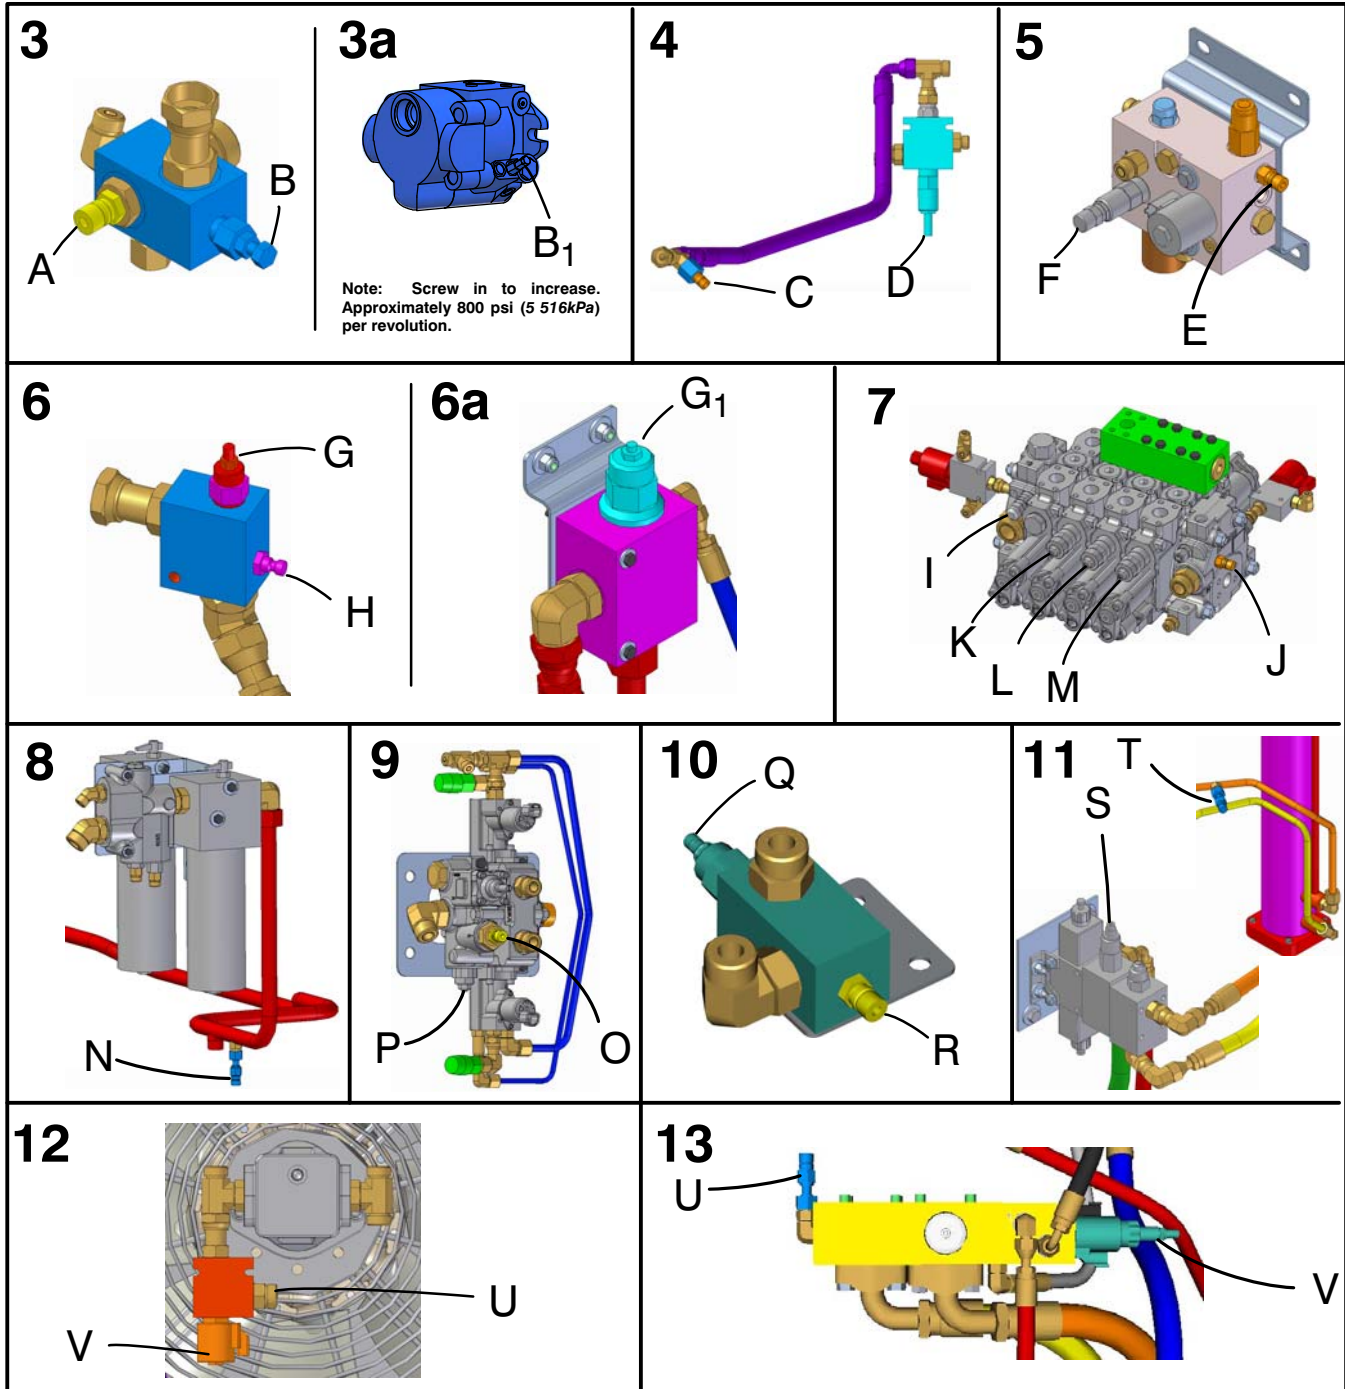 3
3a
4
5
A
B
B1
Note: Screw in to increase.
Approximately 800 psi (5 516kPa)
per revolution.
C
D
E
F
6
6a
7
G
G1
H
I
J
K
L
M
8
9
10
11
N
O
P
Q
R
S
T
12
13
U
V
U
V